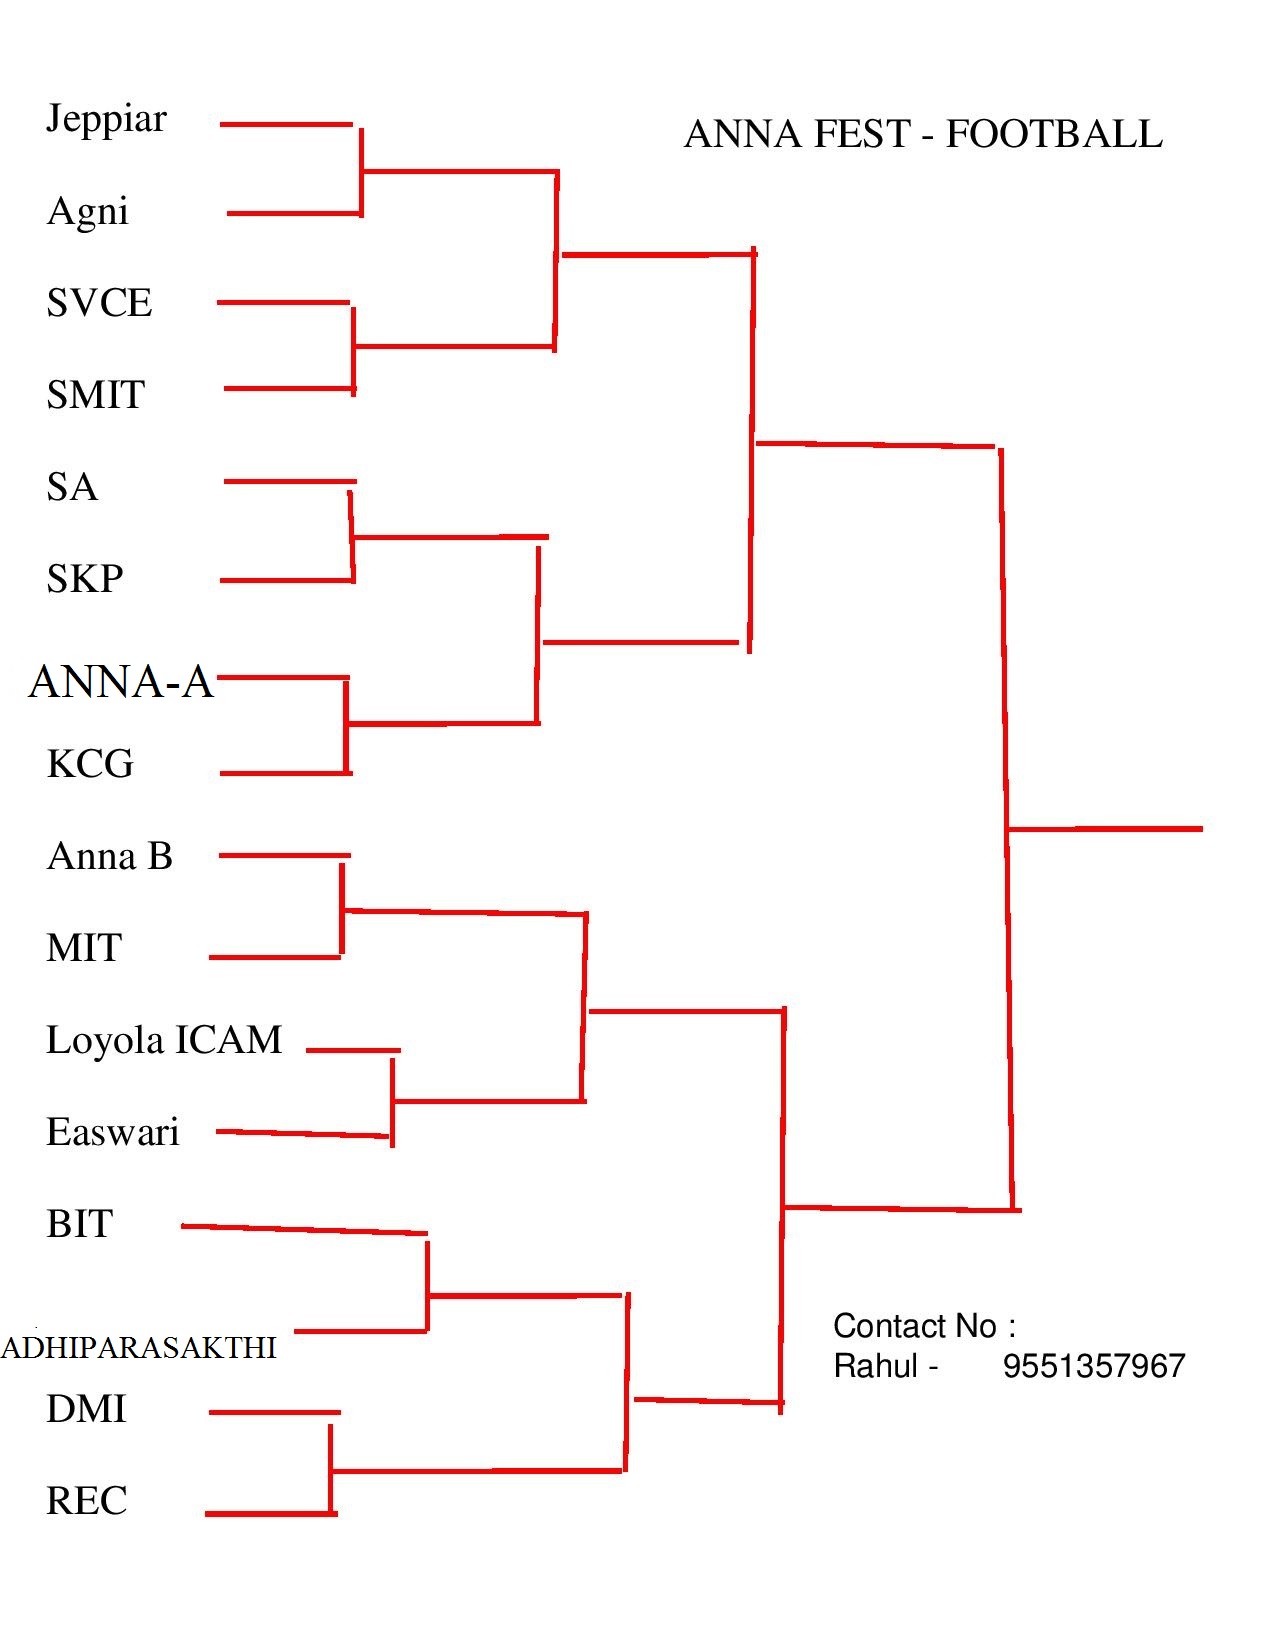 Jeppiar
ANNA FEST - FOOTBALL
Agni
SVCE
SMIT
SA
SKP
ANNA-A
KCG
Anna B
MIT
Loyola ICAM
Easwari
BIT
ADHIPARASAKTHI
DMI
REC
Contact No :
Rahul - 9551357967